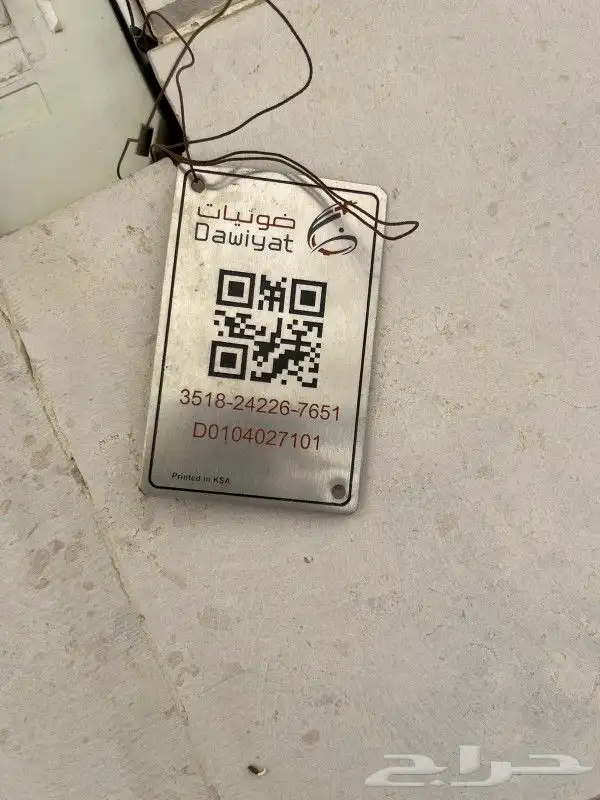 ضوئيات
Dawiyat
3518-24226-7651
D0104027101
Printed in KSA
حراج